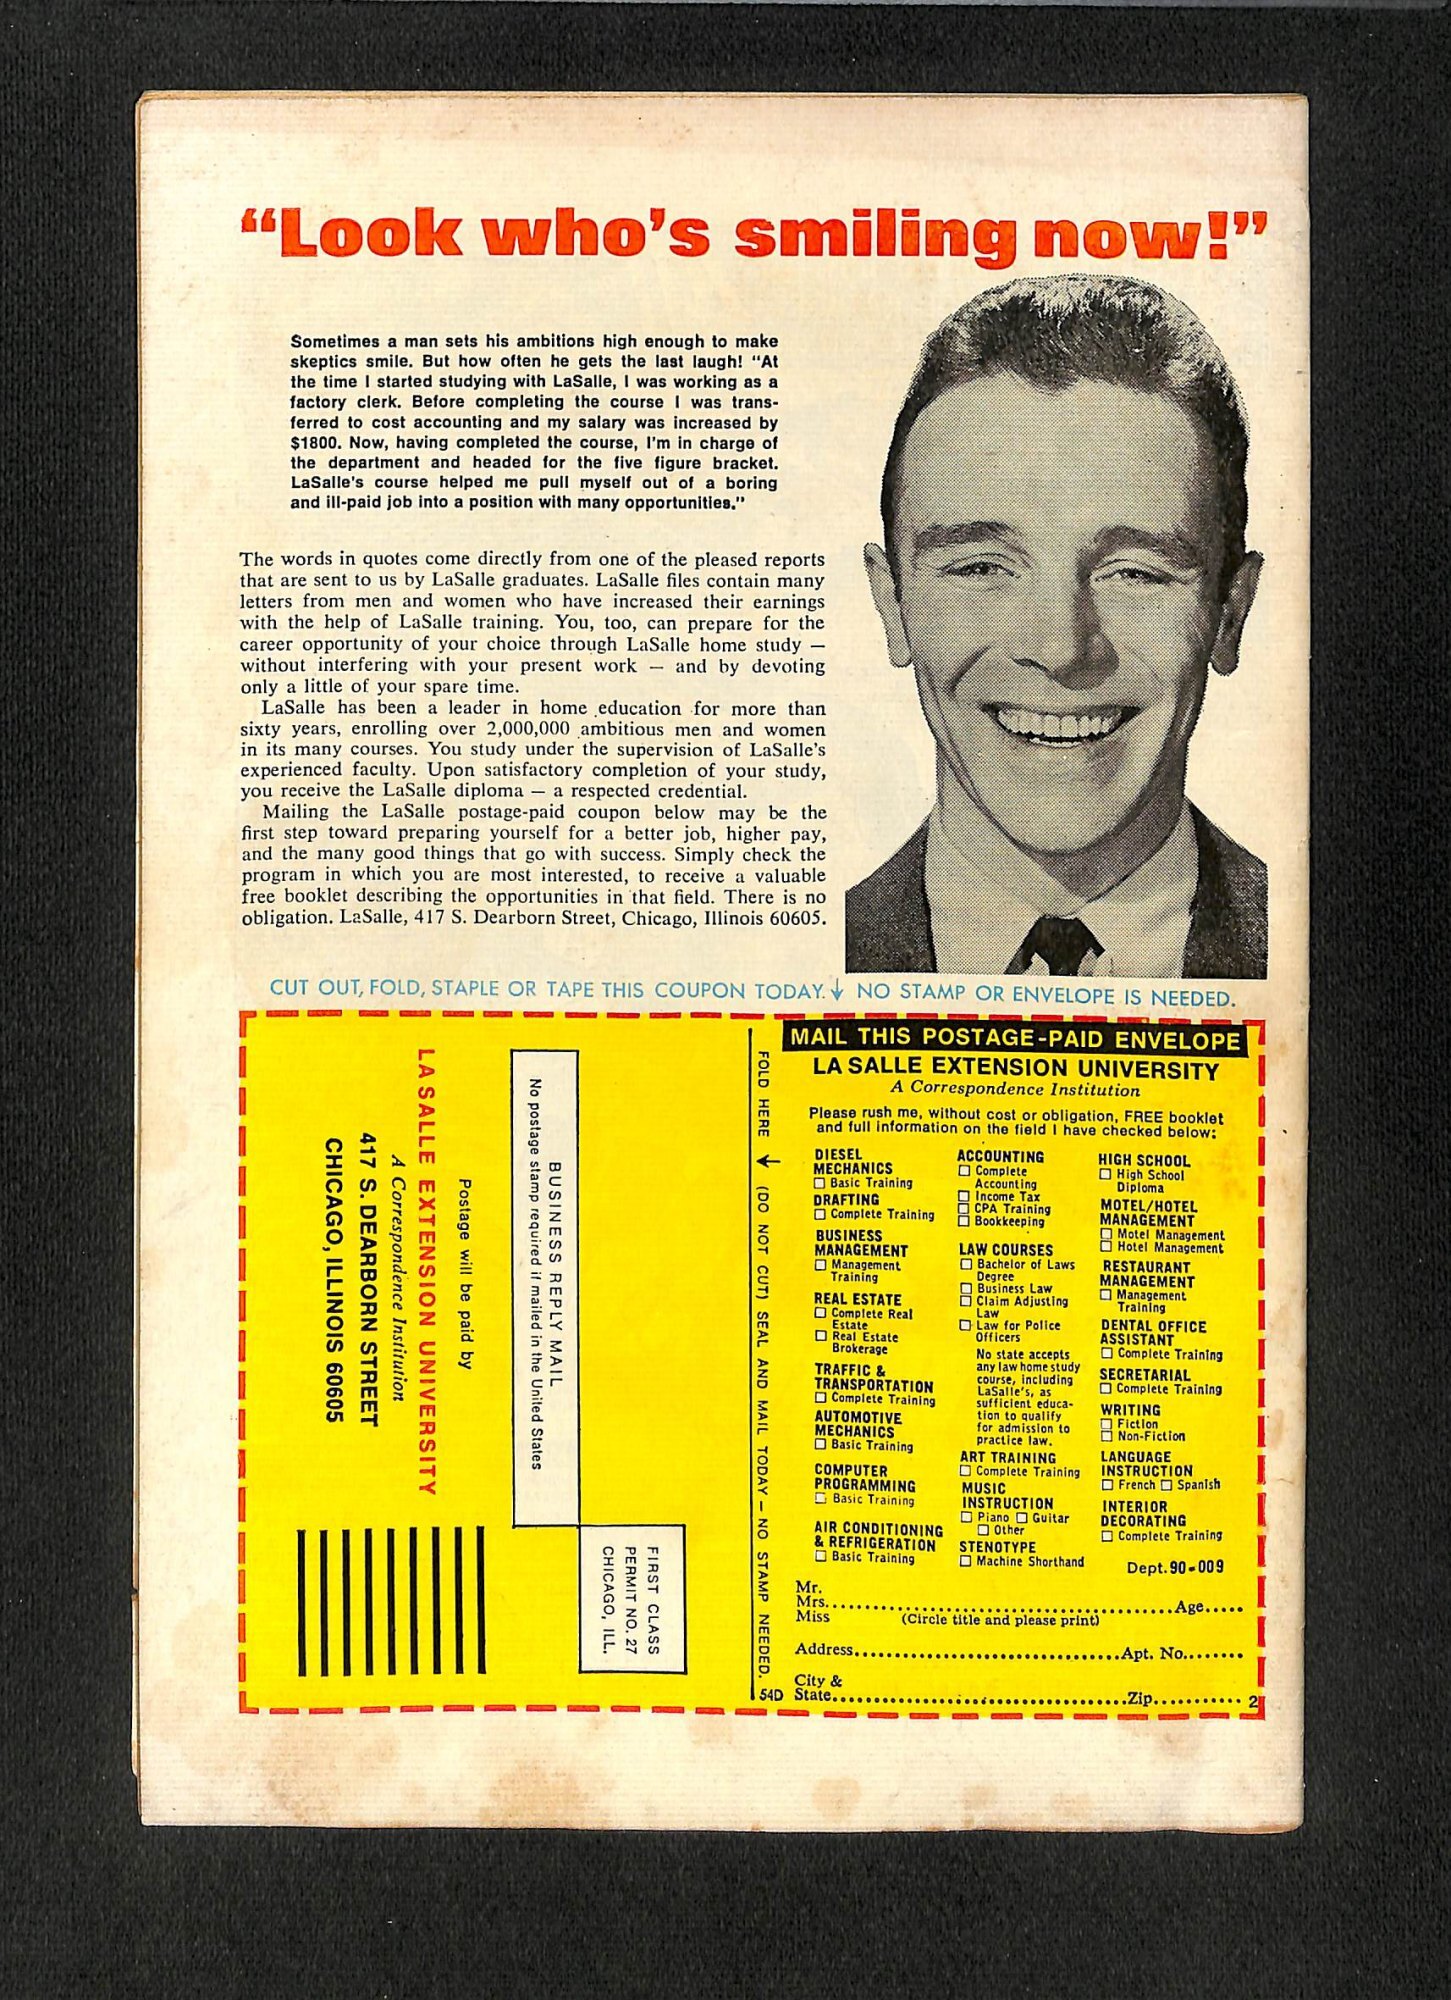 “Look who’s smiling now!”
Sometimes a man sets his ambitions high enough to make
skeptics smile. But how often he gets the last laugh! "At
the time I started studying with LaSalle, I was working as a
factory clerk. Before completing the course I was trans-
ferred to cost accounting and my salary was increased by
$1800. Now, having completed the course, I'm in charge of
the department and headed for the five figure bracket.
LaSalle's course helped me pull myself out of a boring
and ill-paid job into a position with many opportunities."
The words in quotes come directly from one of the pleased reports
that are sent to us by LaSalle graduates. LaSalle files contain many
letters from men and women who have increased their earnings
with the help of LaSalle training. You, too, can prepare for the
career opportunity of your choice through LaSalle home study —
without interfering with your present work — and by devoting
only a little of your spare time.
LaSalle has been a leader in home education for more than
sixty years, enrolling over 2,000,000 ambitious men and women
in its many courses. You study under the supervision of LaSalle's
experienced faculty. Upon satisfactory completion of your study,
you receive the LaSalle diploma — a respected credential.
Mailing the LaSalle postage-paid coupon below may be the
first step toward preparing yourself for a better job, higher pay,
and the many good things that go with success. Simply check the
program in which you are most interested, to receive a valuable
free booklet describing the opportunities in that field. There is no
obligation. LaSalle, 417 S. Dearborn Street, Chicago, Illinois 60605.
CUT OUT, FOLD, STAPLE OR TAPE THIS COUPON TODAY. ↓ NO STAMP OR ENVELOPE IS NEEDED.
FIRST CLASS
PERMIT NO. 27
CHICAGO, ILL.
BUSINESS REPLY MAIL
No postage stamp required if mailed in the United States
Postage will be paid by
LA SALLE EXTENSION UNIVERSITY
A Correspondence Institution
417 S. DEARBORN STREET
CHICAGO, ILLINOIS 60605
FOLD HERE ↓ (DO NOT CUT) SEAL AND MAIL TODAY — NO STAMP NEEDED.
54D
MAIL THIS POSTAGE-PAID ENVELOPE
LA SALLE EXTENSION UNIVERSITY
A Correspondence Institution
Please rush me, without cost or obligation, FREE booklet
and full information on the field I have checked below:
DIESEL
MECHANICS
☐ Basic Training
DRAFTING
☐ Complete Training
BUSINESS
MANAGEMENT
☐ Management
Training
REAL ESTATE
☐ Complete Real
Estate
☐ Real Estate
Brokerage
TRAFFIC &
TRANSPORTATION
☐ Complete Training
AUTOMOTIVE
MECHANICS
☐ Basic Training
COMPUTER
PROGRAMMING
☐ Basic Training
AIR CONDITIONING
& REFRIGERATION
☐ Basic Training
ACCOUNTING
☐ Complete
Accounting
☐ Income Tax
☐ CPA Training
☐ Bookkeeping
LAW COURSES
☐ Bachelor of Laws
Degree
☐ Business Law
☐ Claim Adjusting
Law
☐ Law for Police
Officers
No state accepts
any law home study
course, including
LaSalle's, as
sufficient educa-
tion to qualify
for admission to
practice law.
ART TRAINING
☐ Complete Training
MUSIC
INSTRUCTION
☐ Piano ☐ Guitar
☐ Other
STENOTYPE
☐ Machine Shorthand
HIGH SCHOOL
☐ High School
Diploma
MOTEL/HOTEL
MANAGEMENT
☐ Motel Management
☐ Hotel Management
RESTAURANT
MANAGEMENT
☐ Management
Training
DENTAL OFFICE
ASSISTANT
☐ Complete Training
SECRETARIAL
☐ Complete Training
WRITING
☐ Fiction
☐ Non-Fiction
LANGUAGE
INSTRUCTION
☐ French ☐ Spanish
INTERIOR
DECORATING
☐ Complete Training
Dept. 90-009
Mr.
Mrs. Age
Miss (Circle title and please print)
Address Apt. No.
City &
State Zip 2